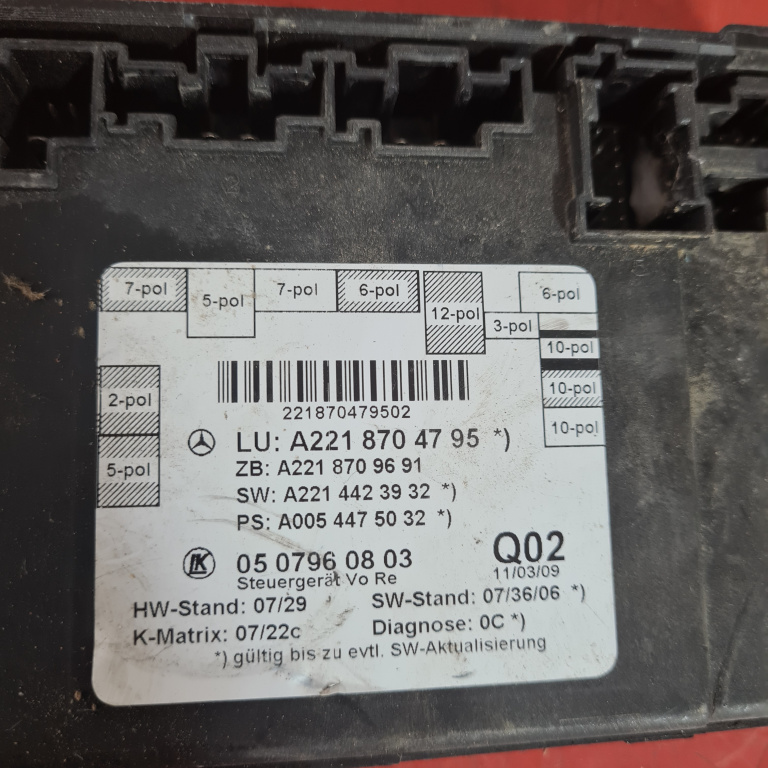 7-pol
5-pol
7-pol
6-pol
12-pol
3-pol
6-pol
10-pol
10-pol
10-pol
2-pol
5-pol
221870479502
LU: A221 870 47 95 *)
ZB: A221 870 96 91
SW: A221 442 39 32 *)
PS: A005 447 50 32 *)
LK 05 0796 08 03 Q02
Steuergerät Vo Re 11/03/09
HW-Stand: 07/29 SW-Stand: 07/36/06 *)
K-Matrix: 07/22c Diagnose: 0C *)
*) gültig bis zu evtl. SW-Aktualisierung